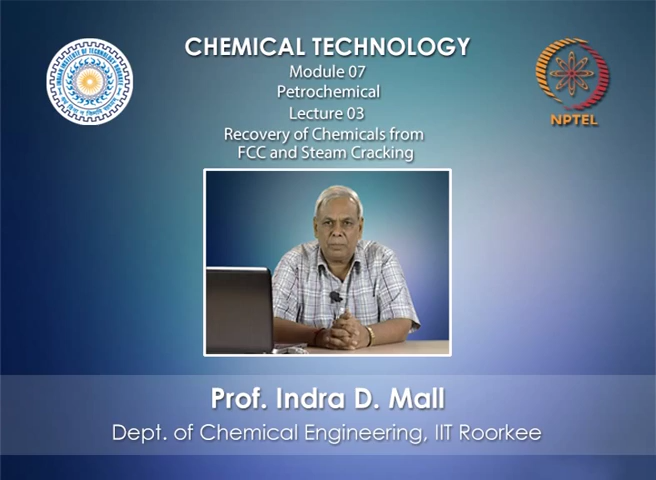 CHEMICAL TECHNOLOGY
Module 07
Petrochemical
Lecture 03
Recovery of Chemicals from
FCC and Steam Cracking
NPTEL
Prof. Indra D. Mall
Dept. of Chemical Engineering, IIT Roorkee